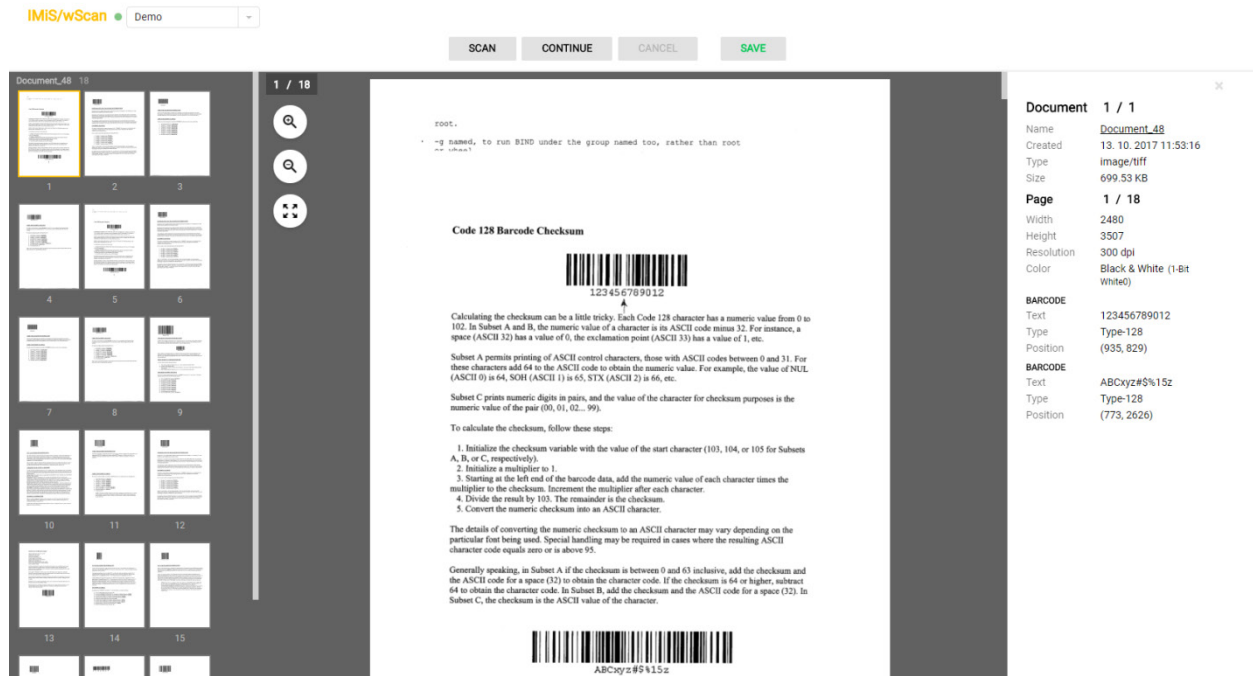 IMiS/wScan
Demo
SCAN
CONTINUE
CANCEL
SAVE
Document_48 18
1
2
3
4
5
6
7
8
9
10
11
12
13
14
15
1 / 18
root.
· -g named, to run BIND under the group named too, rather than root
Code 128 Barcode Checksum
123456789012
Calculating the checksum can be a little tricky. Each Code 128 character has a numeric value from 0 to
102. In Subset A and B, the numeric value of a character is its ASCII code minus 32. For instance, a
space (ASCII 32) has a value of 0, the exclamation point (ASCII 33) has a value of 1, etc.
Subset A permits printing of ASCII control characters, those with ASCII codes between 0 and 31. For
these characters add 64 to the ASCII code to obtain the numeric value. For example, the value of NUL
(ASCII 0) is 64, SOH (ASCII 1) is 65, STX (ASCII 2) is 66, etc.
Subset C prints numeric digits in pairs, and the value of the character for checksum purposes is the
numeric value of the pair (00, 01, 02... 99).
To calculate the checksum, follow these steps:
1. Initialize the checksum variable with the value of the start character (103, 104, or 105 for Subsets
A, B, or C, respectively).
2. Initialize a multiplier to 1.
3. Starting at the left end of the barcode data, add the numeric value of each character times the
multiplier to the checksum. Increment the multiplier after each character.
4. Divide the result by 103. The remainder is the checksum.
5. Convert the numeric checksum into an ASCII character.
The details of converting the numeric checksum to an ASCII character may vary depending on the
particular font being used. Special handling may be required in cases where the resulting ASCII
character code equals zero or is above 95.
Generally speaking, in Subset A if the checksum is between 0 and 63 inclusive, add the checksum and
the ASCII code for a space (32) to obtain the character code. If the checksum is 64 or higher, subtract
64 to obtain the character code. In Subset B, add the checksum and the ASCII code for a space (32). In
Subset C, the checksum is the ASCII value of the character.
ABCxyz#$%15z
Document 1 / 1
Name Document_48
Created 13. 10. 2017 11:53:16
Type image/tiff
Size 699.53 KB
Page 1 / 18
Width 2480
Height 3507
Resolution 300 dpi
Color Black & White (1-Bit
White0)
BARCODE
Text 123456789012
Type Type-128
Position (935, 829)
BARCODE
Text ABCxyz#$%15z
Type Type-128
Position (773, 2626)